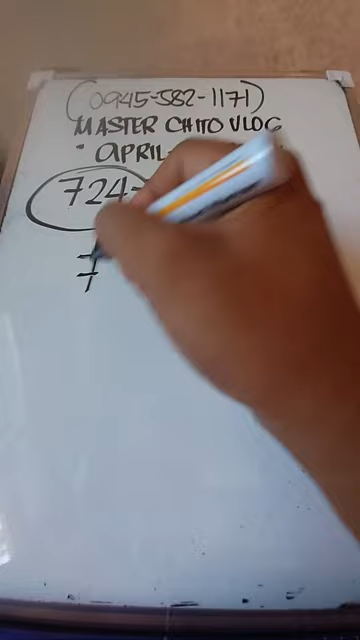 (0945-582-1171)
MASTER CHITO VLOG
• APRIL-
724-
7